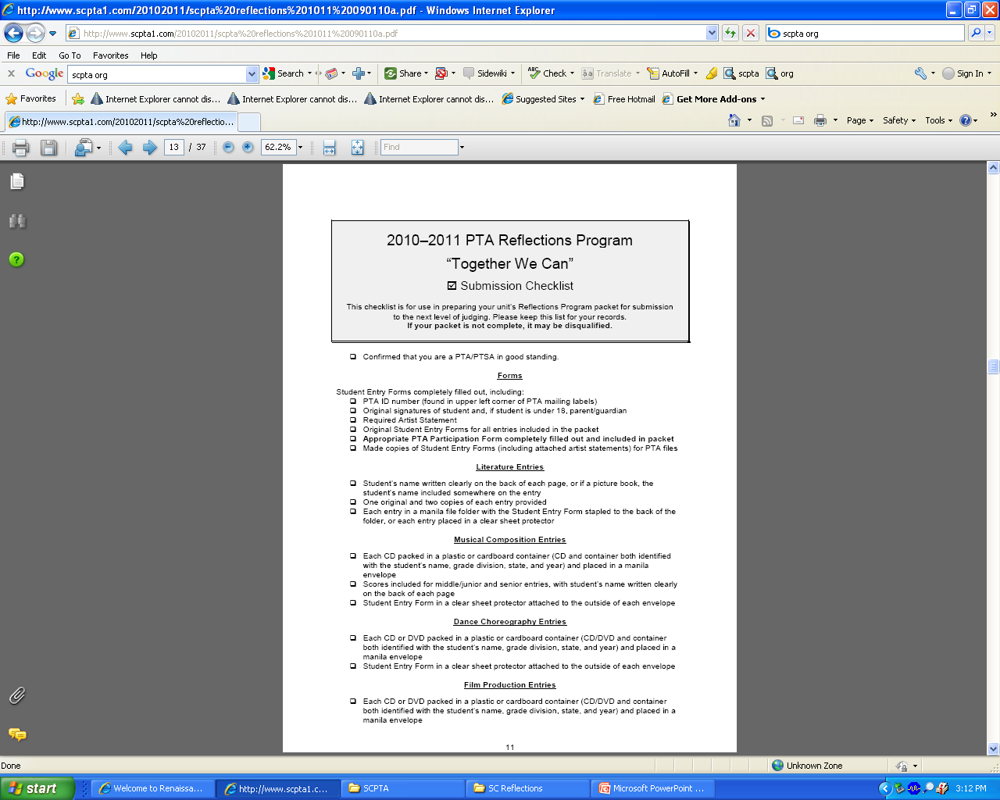 http://www.scpta1.com/20102011/scpta%20reflections%201011%20090110a.pdf - Windows Internet Explorer
http://www.scpta1.com/20102011/scpta%20reflections%201011%20090110a.pdf
scpta org
File Edit Go To Favorites Help
Google scpta org Search Share Sidewiki ABC Check Translate AutoFill scpta org Sign In
Favorites Internet Explorer cannot dis... Internet Explorer cannot dis... Internet Explorer cannot dis... Suggested Sites Free Hotmail Get More Add-ons
http://www.scpta1.com/20102011/scpta%20reflectio... Page Safety Tools
13 / 37 62.2% Find
2010–2011 PTA Reflections Program
“Together We Can”
Submission Checklist
This checklist is for use in preparing your unit's Reflections Program packet for submission
to the next level of judging. Please keep this list for your records.
If your packet is not complete, it may be disqualified.
Confirmed that you are a PTA/PTSA in good standing.
Forms
Student Entry Forms completely filled out, including:
PTA ID number (found in upper left corner of PTA mailing labels)
Original signatures of student and, if student is under 18, parent/guardian
Required Artist Statement
Original Student Entry Forms for all entries included in the packet
Appropriate PTA Participation Form completely filled out and included in packet
Made copies of Student Entry Forms (including attached artist statements) for PTA files
Literature Entries
Student's name written clearly on the back of each page, or if a picture book, the
student's name included somewhere on the entry
One original and two copies of each entry provided
Each entry in a manila file folder with the Student Entry Form stapled to the back of the
folder, or each entry placed in a clear sheet protector
Musical Composition Entries
Each CD packed in a plastic or cardboard container (CD and container both identified
with the student's name, grade division, state, and year) and placed in a manila
envelope
Scores included for middle/junior and senior entries, with student's name written clearly
on the back of each page
Student Entry Form in a clear sheet protector attached to the outside of each envelope
Dance Choreography Entries
Each CD or DVD packed in a plastic or cardboard container (CD/DVD and container
both identified with the student's name, grade division, state, and year) and placed in a
manila envelope
Student Entry Form in a clear sheet protector attached to the outside of each envelope
Film Production Entries
Each CD or DVD packed in a plastic or cardboard container (CD/DVD and container
both identified with the student's name, grade division, state, and year) and placed in a
manila envelope
11
Done Unknown Zone
start Welcome to Renaissa... http://www.scpta1.c... SCPTA SC Reflections Microsoft PowerPoint ... 3:12 PM